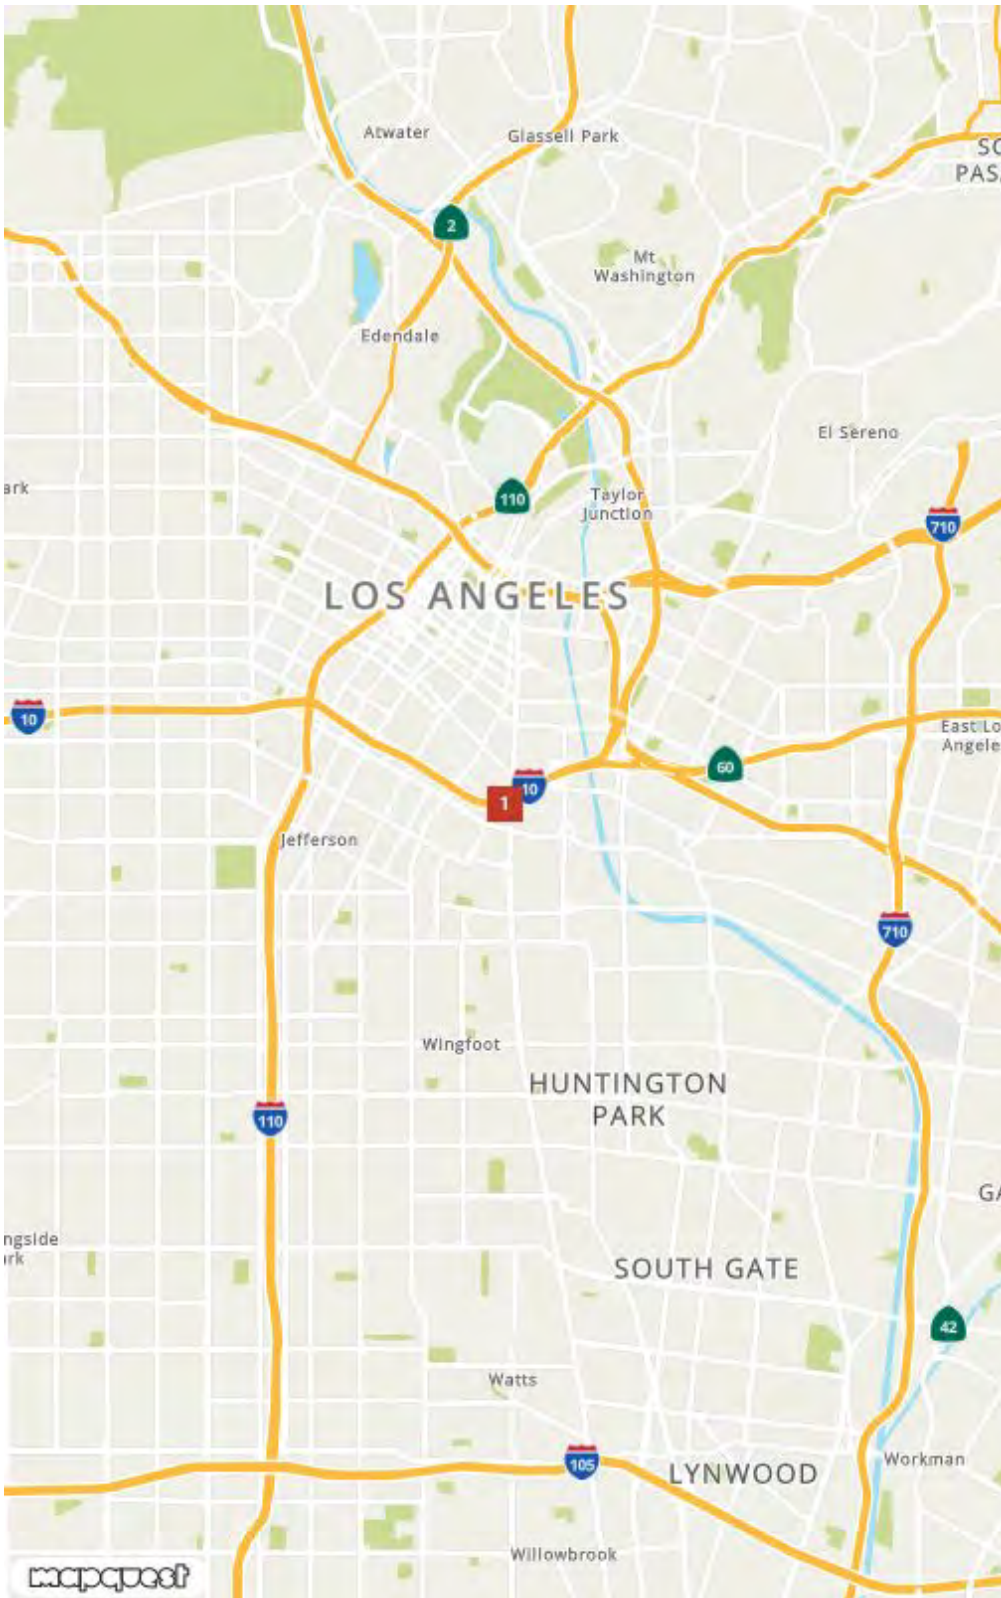 Atwater
Glassell Park
SO
PAS
2
Mt
Washington
Edendale
El Sereno
ark
110
Taylor
Junction
710
LOS ANGELES
10
East Lo
Angele
60
10
1
Jefferson
710
Wingfoot
HUNTINGTON
PARK
110
GA
ngside
rk
SOUTH GATE
42
Watts
105
LYNWOOD
Workman
Willowbrook
mapquest